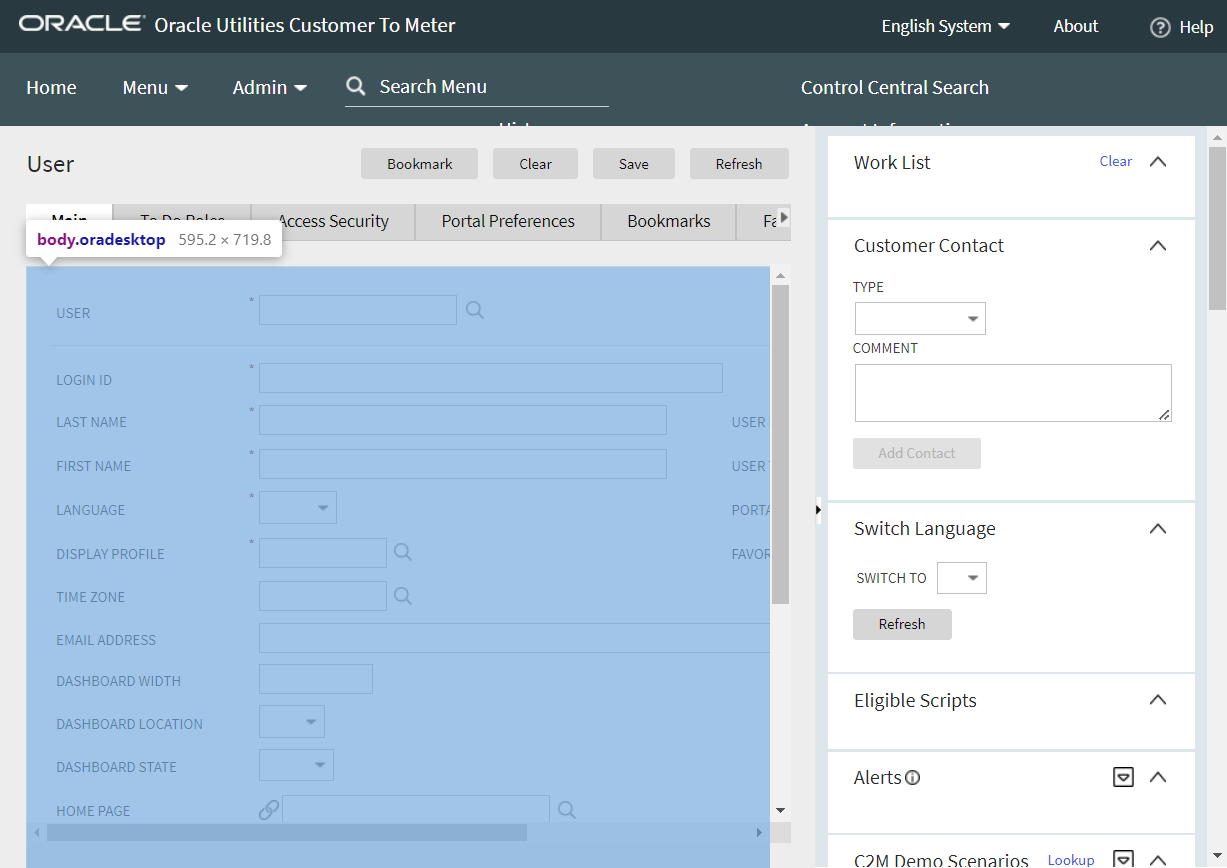 ORACLE Oracle Utilities Customer To Meter English System About Help
Home Menu Admin Search Menu Control Central Search
User Bookmark Clear Save Refresh
Main To Do Roles Access Security Portal Preferences Bookmarks Fa
body.oradesktop 595.2 × 719.8
USER *
LOGIN ID *
LAST NAME * USER
FIRST NAME * USER
LANGUAGE * PORTA
DISPLAY PROFILE * FAVOR
TIME ZONE
EMAIL ADDRESS
DASHBOARD WIDTH
DASHBOARD LOCATION
DASHBOARD STATE
HOME PAGE
Work List Clear
Customer Contact
TYPE
COMMENT
Add Contact
Switch Language
SWITCH TO
Refresh
Eligible Scripts
Alerts
C2M Demo Scenarios Lookup